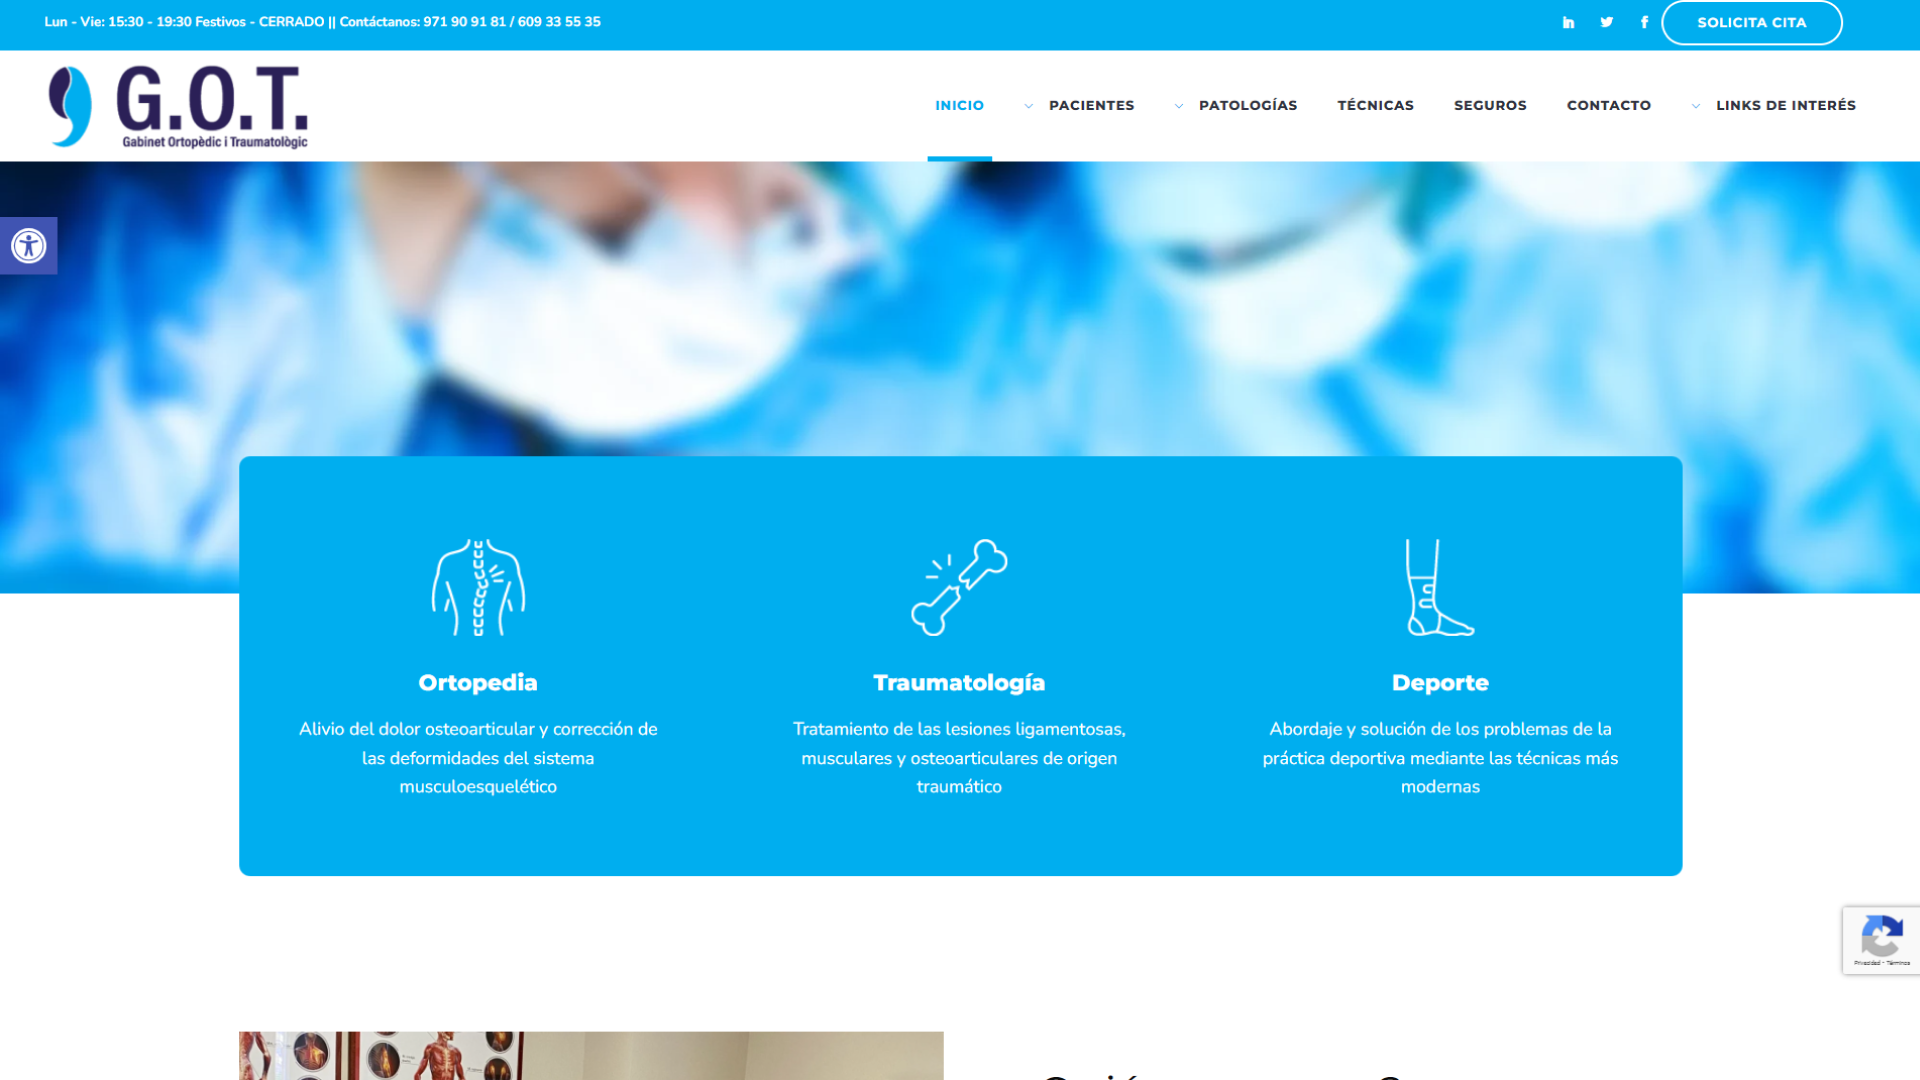 Lun - Vie: 15:30 - 19:30 Festivos - CERRADO || Contáctanos: 971 90 91 81 / 609 33 55 35
SOLICITA CITA
G.O.T.
Gabinet Ortopèdic i Traumatològic
INICIO
PACIENTES
PATOLOGÍAS
TÉCNICAS
SEGUROS
CONTACTO
LINKS DE INTERÉS
Ortopedia
Alivio del dolor osteoarticular y corrección de
las deformidades del sistema
musculoesquelético
Traumatología
Tratamiento de las lesiones ligamentosas,
musculares y osteoarticulares de origen
traumático
Deporte
Abordaje y solución de los problemas de la
práctica deportiva mediante las técnicas más
modernas
Privacidad - Términos